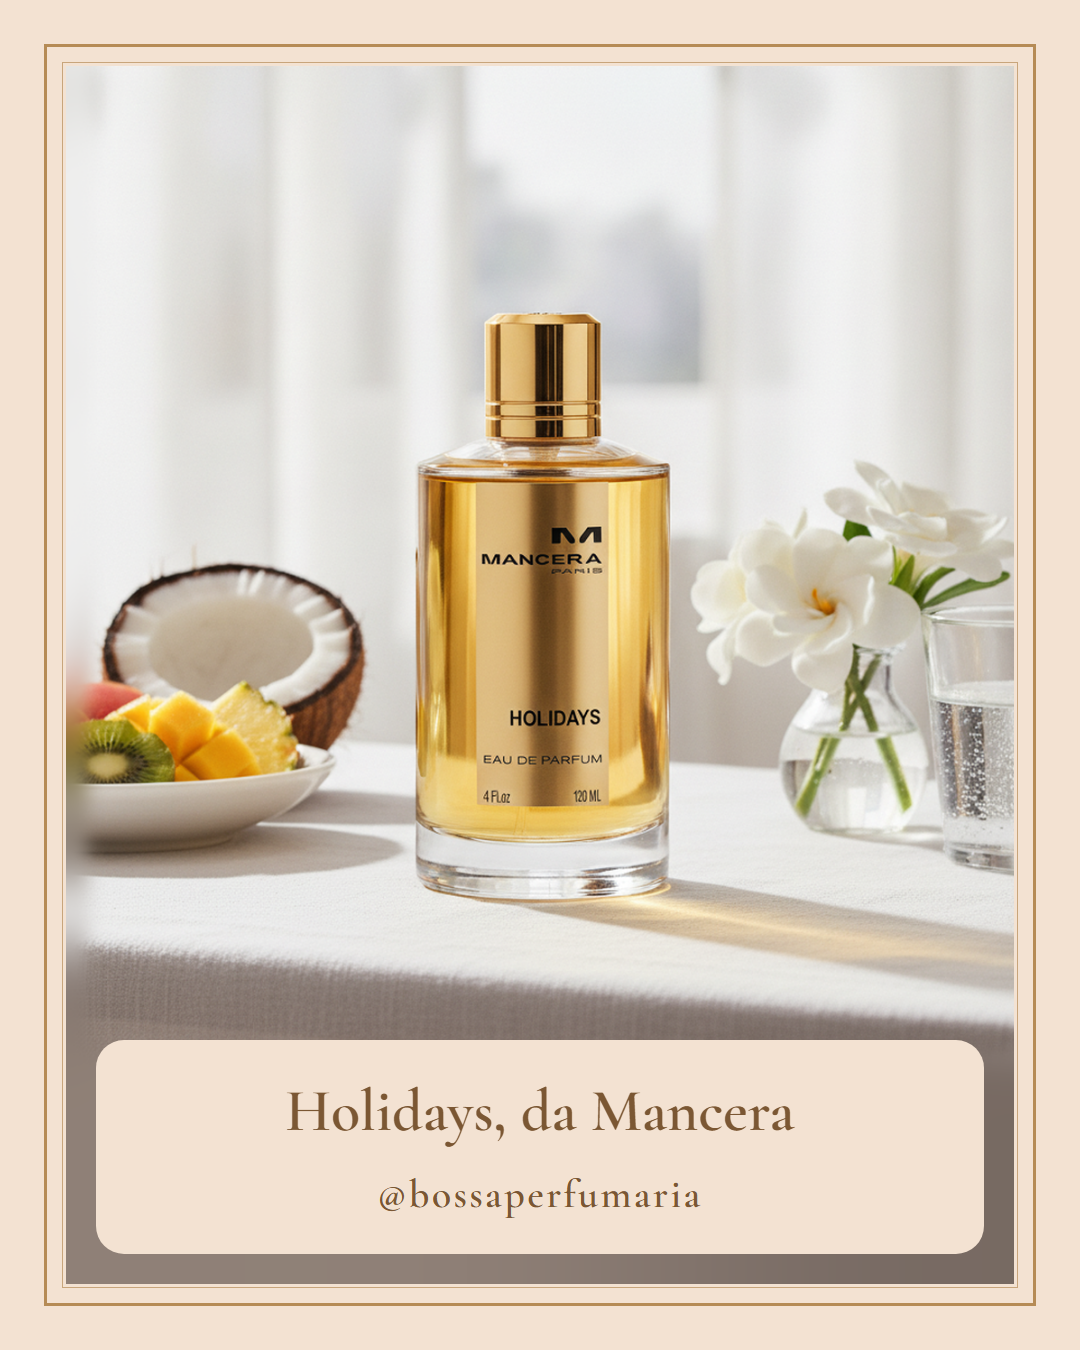 MANCERA
PARIS
HOLIDAYS
EAU DE PARFUM
4 Fl.oz 120 ML
Holidays, da Mancera
@bossaperfumaria